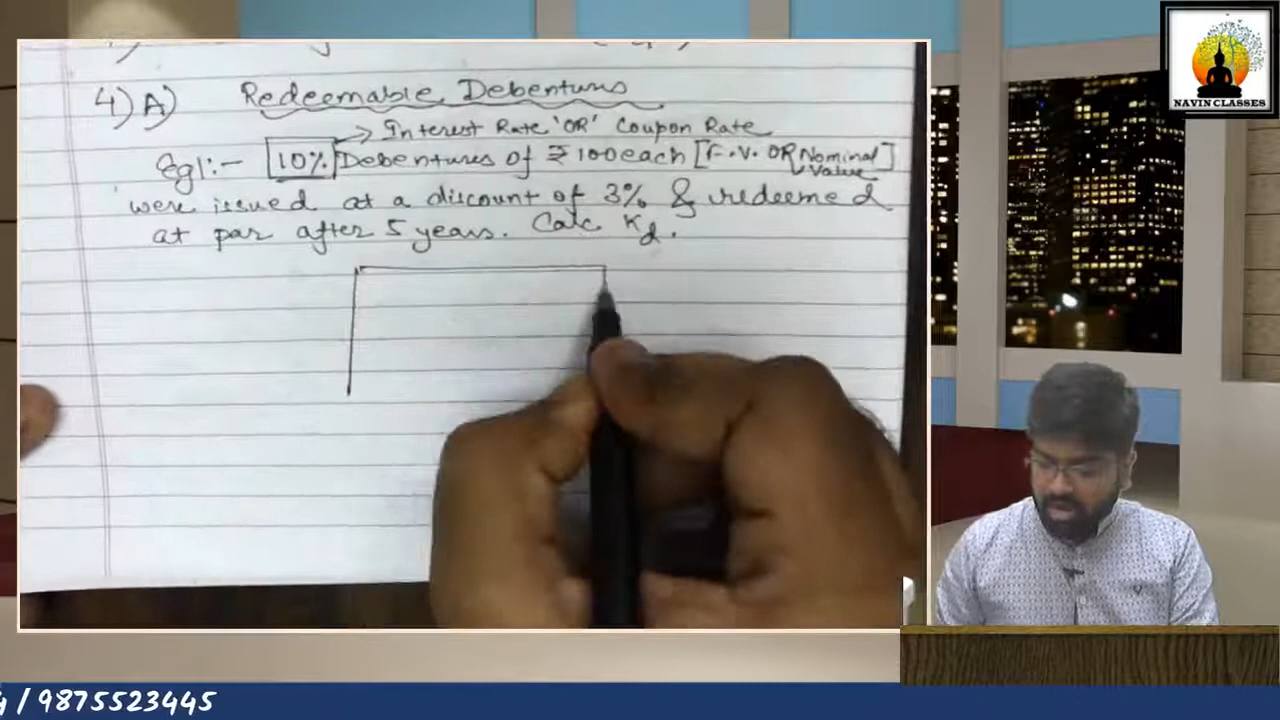 4) A) Redeemable Debentures
Interest Rate 'OR' Coupon Rate
Eg1:- 10% Debentures of ₹100 each [F.V. OR Nominal Value]
were issued at a discount of 3% & redeemed
at par after 5 years. Calc Kd.
NAVIN CLASSES
/ 9875523445